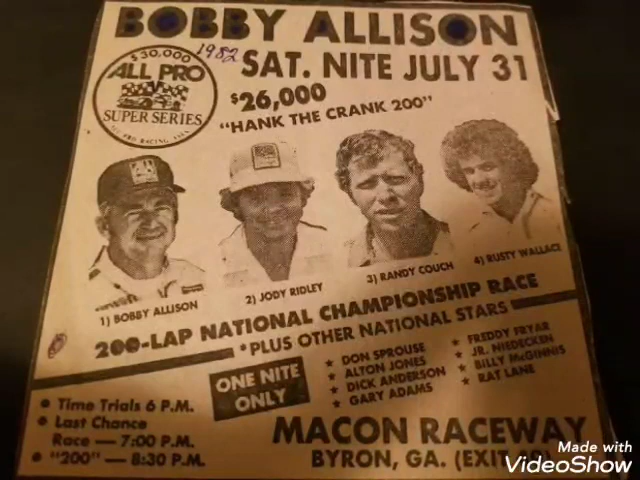 BOBBY ALLISON
1982
SAT. NITE JULY 31
$30,000
ALL PRO
SUPER SERIES
$26,000
"HANK THE CRANK 200"
1) BOBBY ALLISON
2) JODY RIDLEY
3) RANDY COUCH
4) RUSTY WALLACE
200-LAP NATIONAL CHAMPIONSHIP RACE
*PLUS OTHER NATIONAL STARS
ONE NITE
ONLY
★ DON SPROUSE
★ ALTON JONES
★ DICK ANDERSON
★ GARY ADAMS
★ FREDDY FRYAR
★ JR. NIEDECKEN
★ BILLY McGINNIS
★ RAT LANE
• Time Trials 6 P.M.
• Last Chance
Race — 7:00 P.M.
• "200" — 8:30 P.M.
MACON RACEWAY
BYRON, GA. (EXIT
Made with
VideoShow